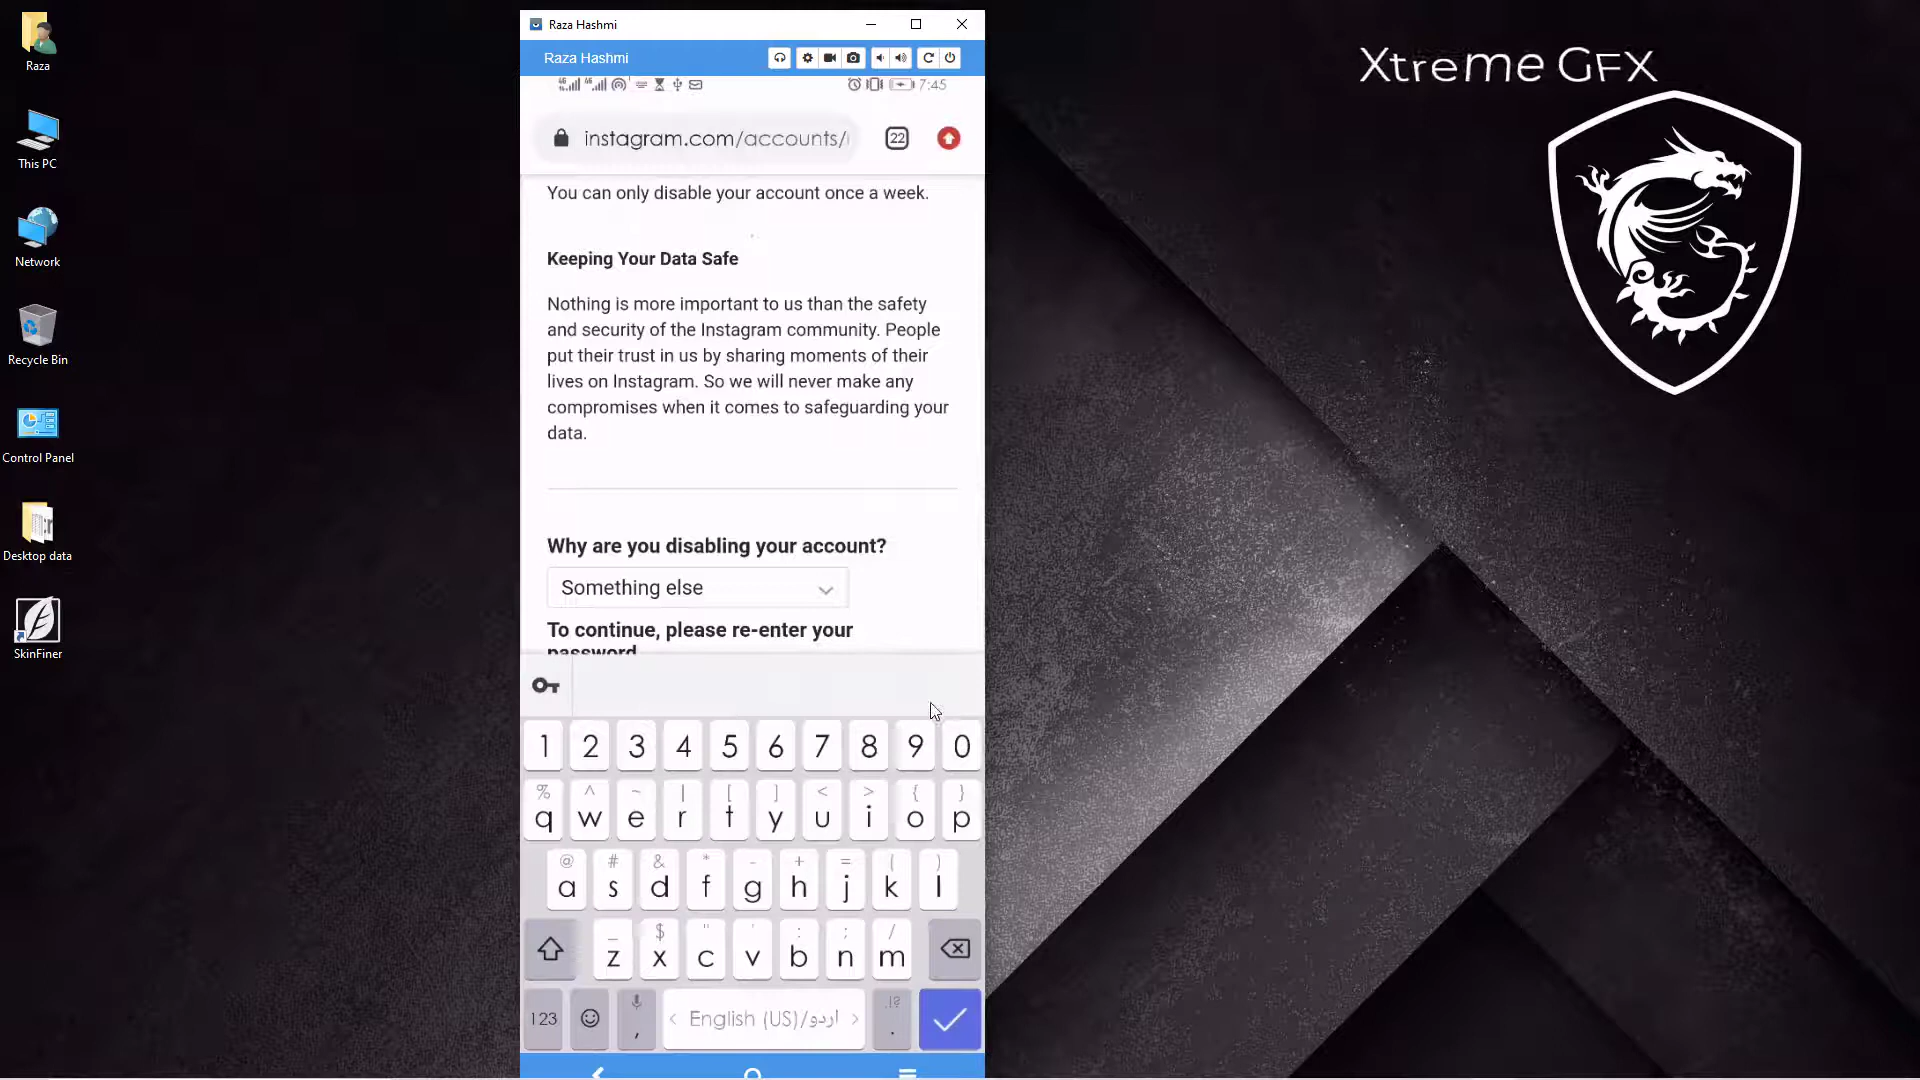 Raza Hashmi
Raza Hashmi
7:45
instagram.com/accounts/
22
You can only disable your account once a week.
Keeping Your Data Safe
Nothing is more important to us than the safety
and security of the Instagram community. People
put their trust in us by sharing moments of their
lives on Instagram. So we will never make any
compromises when it comes to safeguarding your
data.
Why are you disabling your account?
Something else
To continue, please re-enter your
password
1 2 3 4 5 6 7 8 9 0
% ^ ~ | [ ] < > { }
q w e r t y u i o p
@ # & * - + = ( )
a s d f g h j k l
_ $ " ' : ; /
z x c v b n m
.!?
123 , < English (US)/اردو > .
Raza
This PC
Network
Recycle Bin
Control Panel
Desktop data
SkinFiner
Xtreme GFX